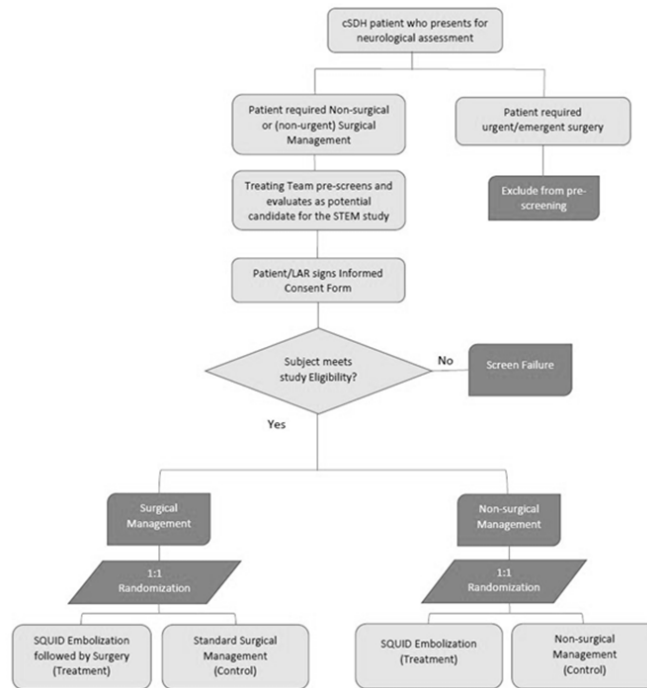 cSDH patient who presents for
neurological assessment
Patient required Non-surgical
or (non-urgent) Surgical
Management
Patient required
urgent/emergent surgery
Treating Team pre-screens and
evaluates as potential
candidate for the STEM study
Exclude from pre-
screening
Patient/LAR signs Informed
Consent Form
Subject meets
study Eligibility?
No
Screen Failure
Yes
Surgical
Management
Non-surgical
Management
1:1
Randomization
1:1
Randomization
SQUID Embolization
followed by Surgery
(Treatment)
Standard Surgical
Management
(Control)
SQUID Embolization
(Treatment)
Non-surgical
Management
(Control)